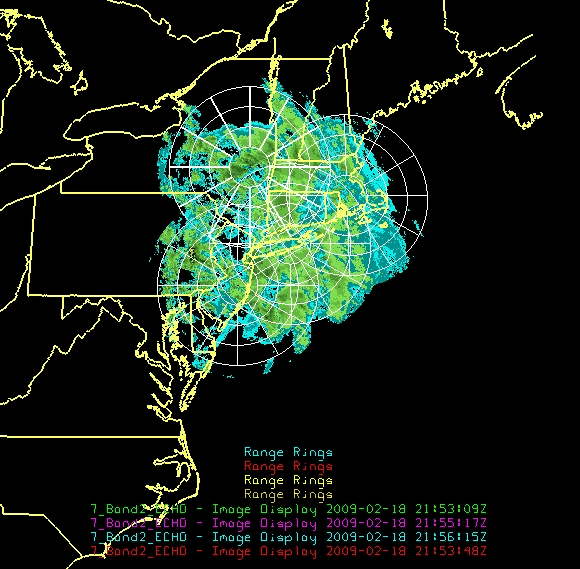 Range Rings
Range Rings
Range Rings
Range Rings
7_Band2_ECHO - Image Display 2009-02-18 21:53:09Z
7_Band2_ECHO - Image Display 2009-02-18 21:55:17Z
7_Band2_ECHO - Image Display 2009-02-18 21:56:15Z
7_Band2_ECHO - Image Display 2009-02-18 21:53:48Z